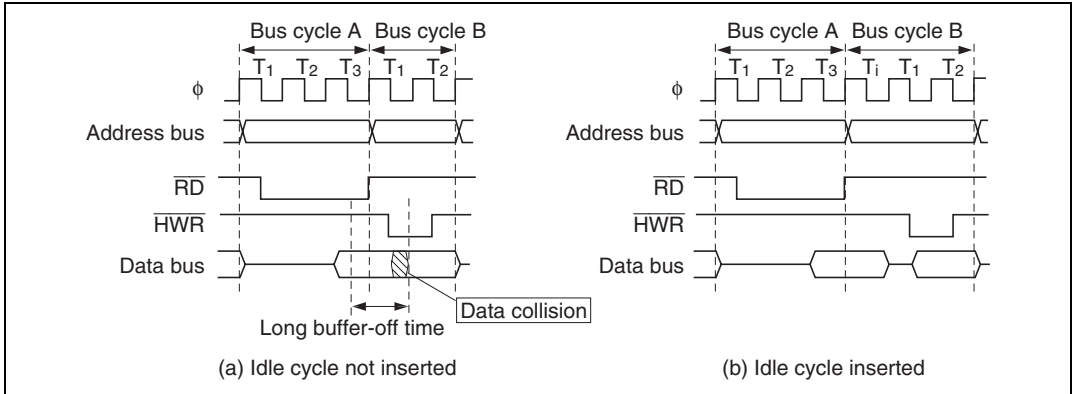 Bus cycle A Bus cycle B
T1 T2 T3 T1 T2
ϕ
Address bus
RD
HWR
Data bus
Data collision
Long buffer-off time
(a) Idle cycle not inserted
Bus cycle A Bus cycle B
T1 T2 T3 Ti T1 T2
ϕ
Address bus
RD
HWR
Data bus
(b) Idle cycle inserted